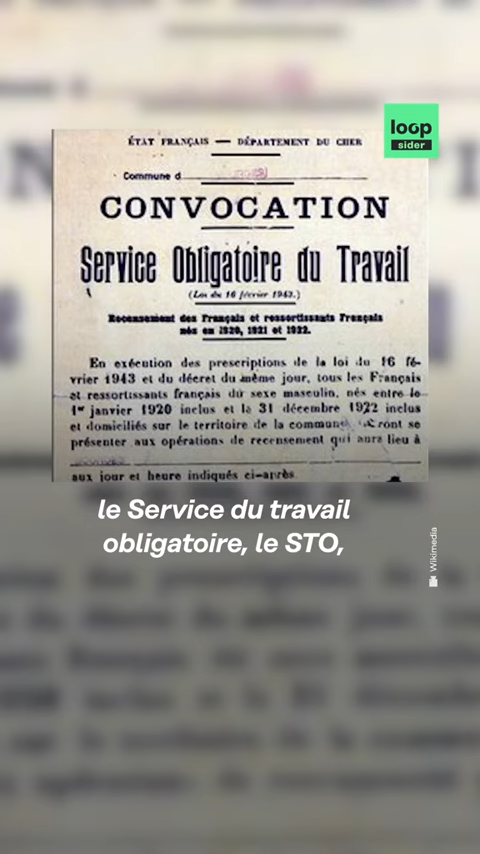 loop
sider
ÉTAT FRANÇAIS — DÉPARTEMENT DU CHER
Commune d
CONVOCATION
Service Obligatoire du Travail
(Loi du 16 février 1943.)
Recensement des Français et ressortissants Français
nés en 1920, 1921 et 1922.
En exécution des prescriptions de la loi du 16 fé-
vrier 1943 et du décret du même jour, tous les Français
et ressortissants français du sexe masculin, nés entre le
1er janvier 1920 inclus et le 31 décembre 1922 inclus
et domiciliés sur le territoire de la commune, ront se
présenter aux opérations de recensement qui aura lieu à
aux jour et heure indiqués ci-après.
le Service du travail
obligatoire, le STO,
Wikimedia